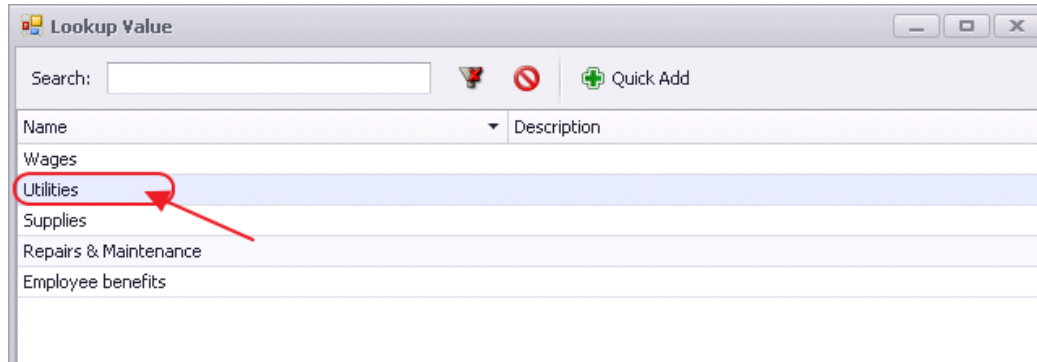 Lookup Value
Search: Quick Add
Name Description
Wages
Utilities
Supplies
Repairs & Maintenance
Employee benefits